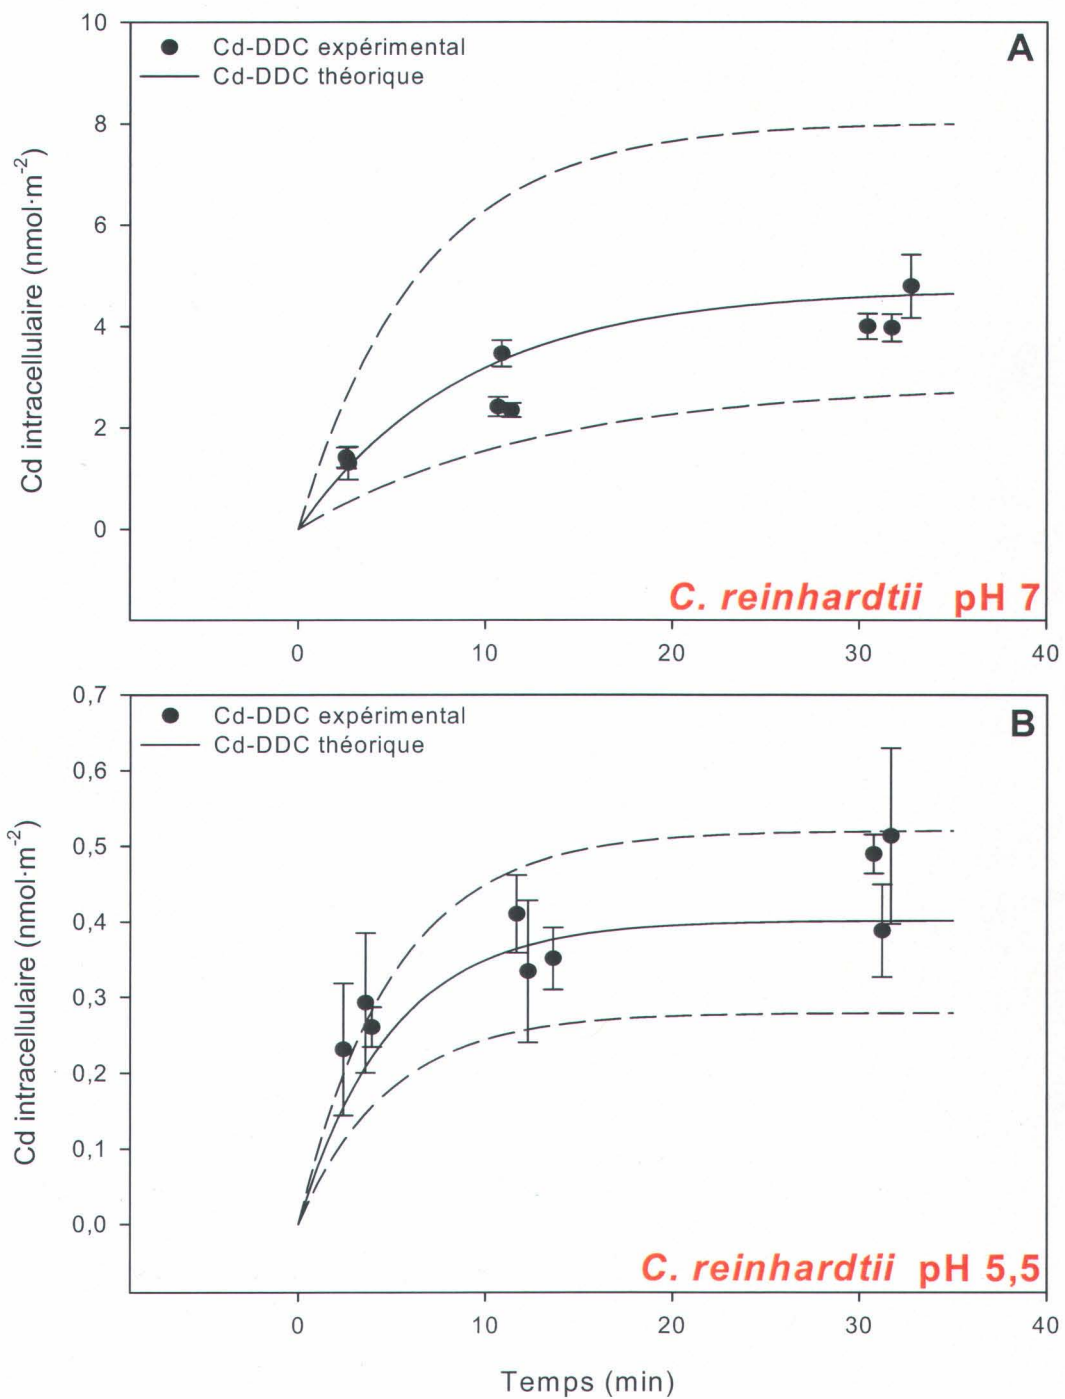 10
8
6
4
2
0
Cd intracellulaire (nmol·m-2)
Cd-DDC expérimental
Cd-DDC théorique
A
C. reinhardtii pH 7
0 10 20 30 40
0,7
0,6
0,5
0,4
0,3
0,2
0,1
0,0
Cd intracellulaire (nmol·m-2)
Cd-DDC expérimental
Cd-DDC théorique
B
C. reinhardtii pH 5,5
0 10 20 30 40
Temps (min)